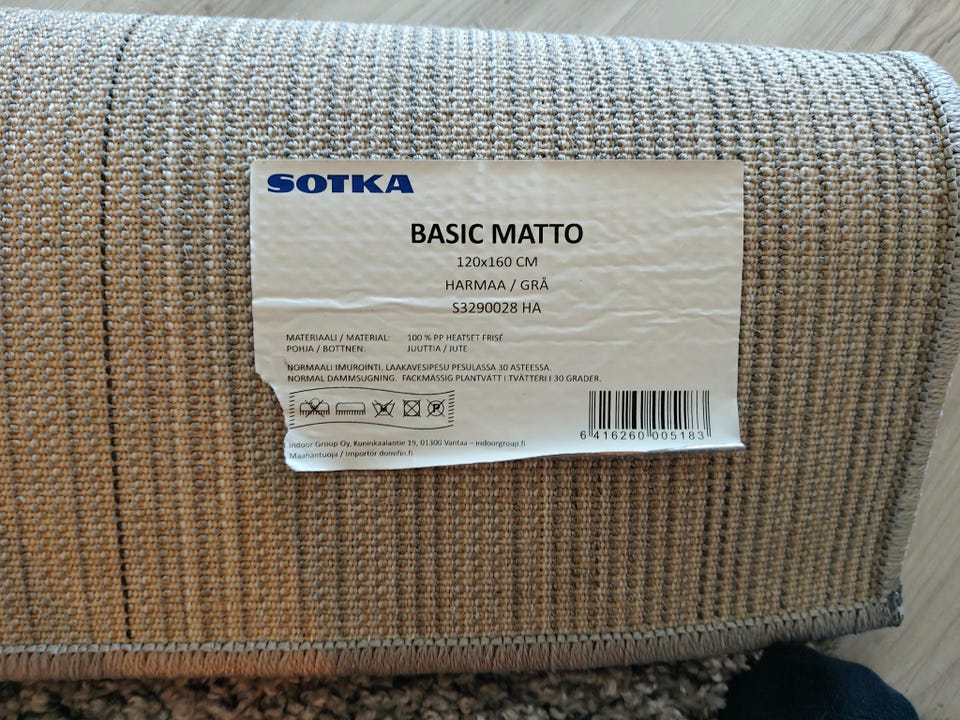 SOTKA
BASIC MATTO
120x160 CM
HARMAA / GRÅ
S3290028 HA
MATERIAALI / MATERIAL: 100 % PP HEATSET FRISÉ
POHJA / BOTTNEN: JUUTTIA / JUTE
NORMAALI IMUROINTI. LAAKAVESIPESU PESULASSA 30 ASTEESSA.
NORMAL DAMMSUGNING. FACKMÄSSIG PLANTVÄTT I TVÄTTERI I 30 GRADER.
P
6 416260 005183
Indoor Group Oy, Kuninkaalantie 19, 01300 Vantaa – indoorgroup.fi
Maahantuoja / Importör domifin.fi